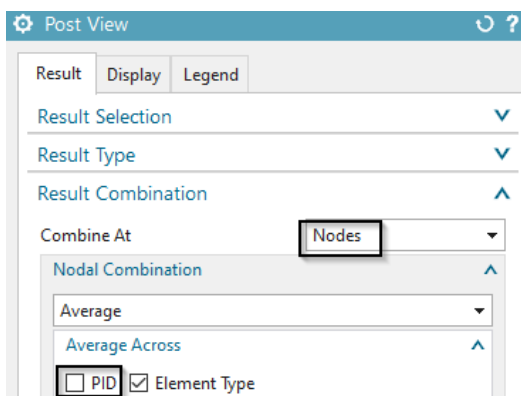 Post View ?
Result Display Legend
Result Selection
Result Type
Result Combination
Combine At Nodes
Nodal Combination
Average
Average Across
PID Element Type